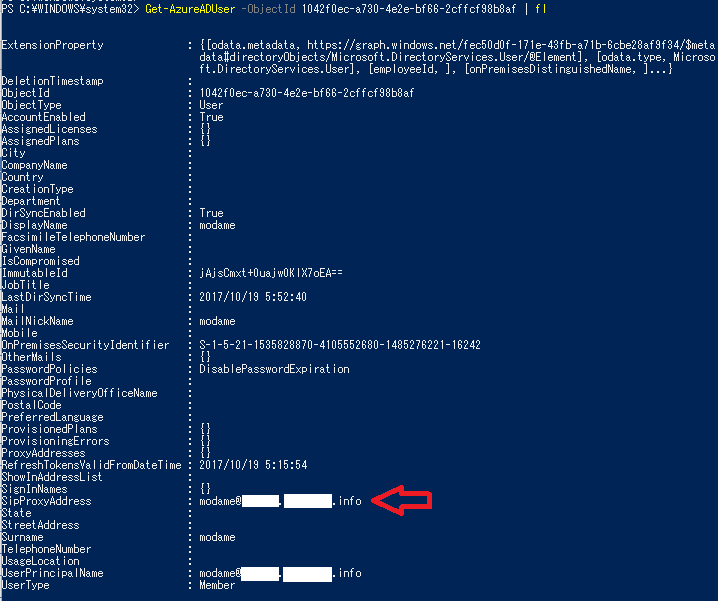 PS C:¥WINDOWS¥system32> Get-AzureADUser -ObjectId 1042f0ec-a730-4e2e-bf66-2cffcf98b8af | fl
ExtensionProperty : {[odata.metadata, https://graph.windows.net/fec50d0f-171e-43fb-a71b-6cbe28af9f34/$meta
data#directoryObjects/Microsoft.DirectoryServices.User/@Element], [odata.type, Microso
ft.DirectoryServices.User], [employeeId, ], [onPremisesDistinguishedName, ]...}
DeletionTimestamp :
ObjectId : 1042f0ec-a730-4e2e-bf66-2cffcf98b8af
ObjectType : User
AccountEnabled : True
AssignedLicenses : {}
AssignedPlans : {}
City :
CompanyName :
Country :
CreationType :
Department :
DirSyncEnabled : True
DisplayName : modame
FacsimileTelephoneNumber :
GivenName :
IsCompromised :
ImmutableId : jAjsCmxt+0uajw0KIX7oEA==
JobTitle :
LastDirSyncTime : 2017/10/19 5:52:40
Mail :
MailNickName : modame
Mobile :
OnPremisesSecurityIdentifier : S-1-5-21-1535828870-4105552680-1485276221-16242
OtherMails : {}
PasswordPolicies : DisablePasswordExpiration
PasswordProfile :
PhysicalDeliveryOfficeName :
PostalCode :
PreferredLanguage :
ProvisionedPlans : {}
ProvisioningErrors : {}
ProxyAddresses : {}
RefreshTokensValidFromDateTime : 2017/10/19 5:15:54
ShowInAddressList :
SignInNames : {}
SipProxyAddress : modame@ . .info
State :
StreetAddress :
Surname : modame
TelephoneNumber :
UsageLocation :
UserPrincipalName : modame@ . .info
UserType : Member